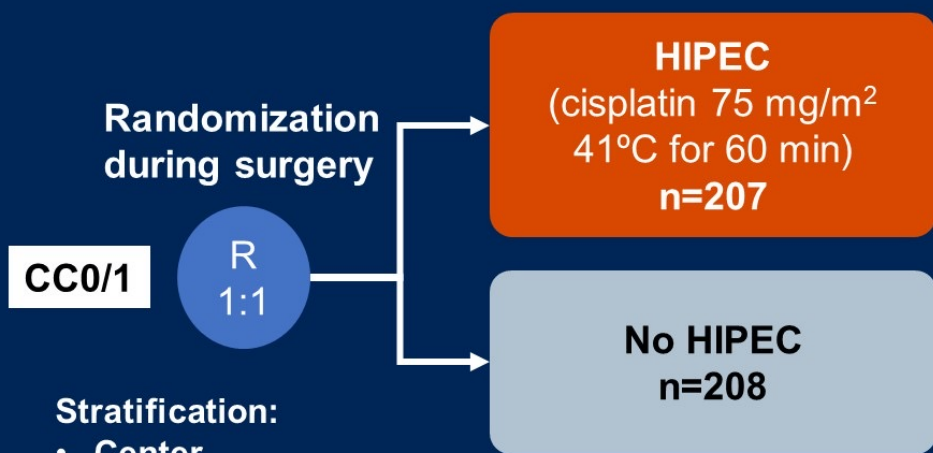 Randomization
during surgery
CC0/1
R
1:1
HIPEC
(cisplatin 75 mg/m²
41ºC for 60 min)
n=207
No HIPEC
n=208
Stratification:
• Center